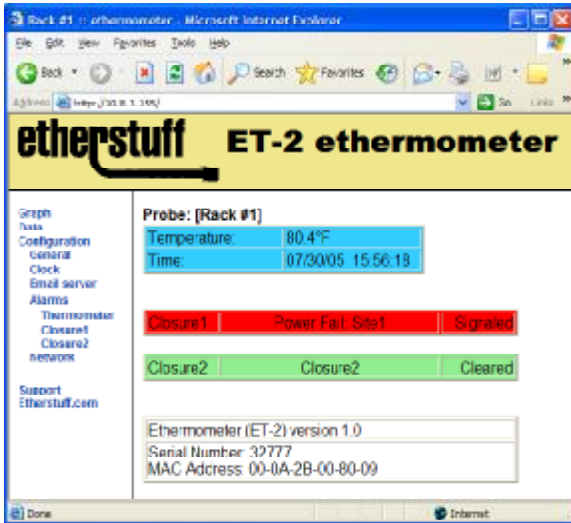 Rack #1 :: ethermometer - Microsoft Internet Explorer
File Edit View Favorites Tools Help
Back Search Favorites
Address Go Links
etherstuff ET-2 ethermometer
Graph
Data
Configuration
General
Clock
Email server
Alarms
Thermometer
Closure1
Closure2
Network
Support
Etherstuff.com
Probe: [Rack #1]
Temperature: 80.4°F
Time: 07/30/05 15:56:18
Closure1 Power Fail: Site1 Signaled
Closure2 Closure2 Cleared
Ethermometer (ET-2) version 1.0
Serial Number: 32777
MAC Address: 00-0A-2B-00-80-09
Done Internet